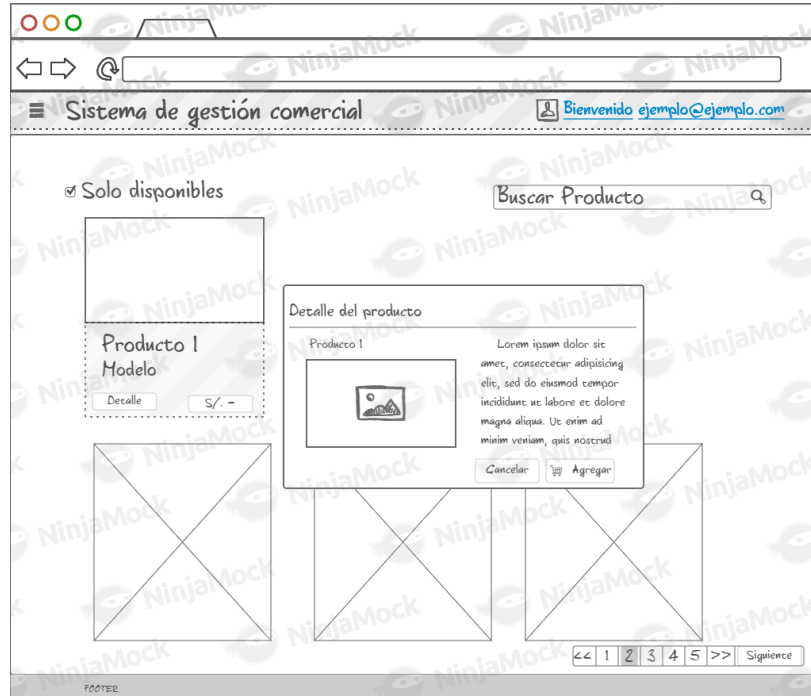 Sistema de gestión comercial
Bienvenido ejemplo@ejemplo.com
Solo disponibles
Buscar Producto
Producto 1
Modelo
Detalle
S/. -
Detalle del producto
Producto 1
Lorem ipsum dolor sit
amet, consectetur adipisicing
elit, sed do eiusmod tempor
incididunt ut labore et dolore
magna aliqua. Ut enim ad
minim veniam, quis nostrud
Cancelar
Agregar
<< 1 2 3 4 5 >> Siguiente
FOOTER
NinjaMock